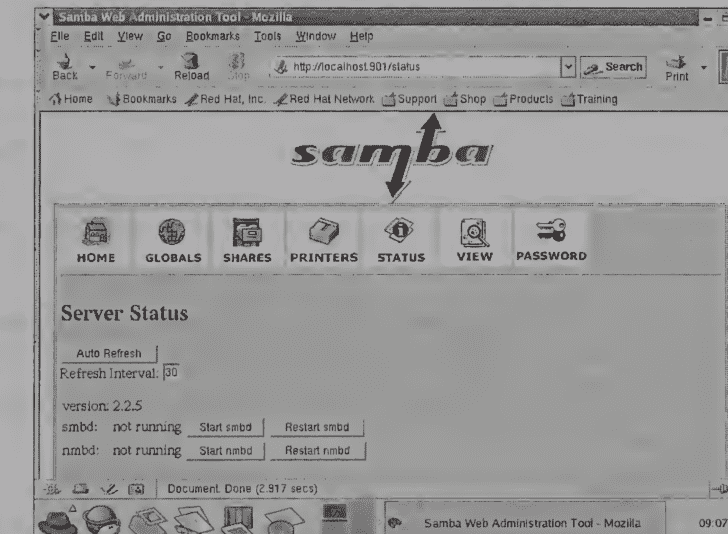 Samba Web Administration Tool - Mozilla
File Edit View Go Bookmarks Tools Window Help
Back Forward Reload Stop http://localhost:901/status Search Print
Home Bookmarks Red Hat, Inc. Red Hat Network Support Shop Products Training
samba
HOME GLOBALS SHARES PRINTERS STATUS VIEW PASSWORD
Server Status
Auto Refresh
Refresh Interval: 30
version: 2.2.5
smbd: not running Start smbd Restart smbd
nmbd: not running Start nmbd Restart nmbd
Document: Done (2.917 secs)
Samba Web Administration Tool - Mozilla 09:07